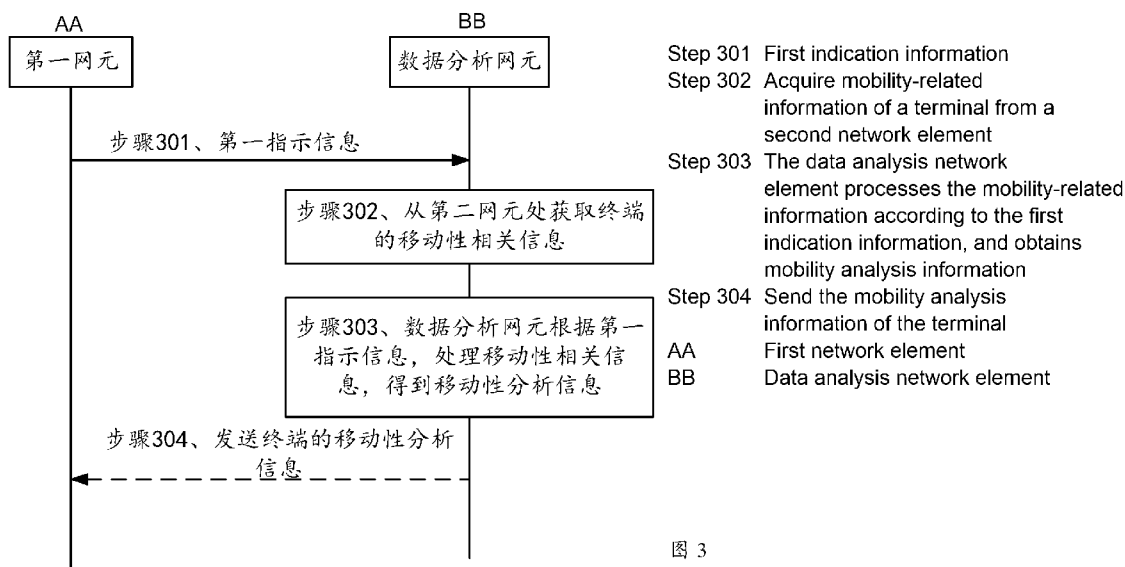 AA
BB
第一网元
数据分析网元
步骤301、第一指示信息
步骤302、从第二网元处获取终端
的移动性相关信息
步骤303、数据分析网元根据第一
指示信息，处理移动性相关信
息，得到移动性分析信息
步骤304、发送终端的移动性分析
信息
Step 301 First indication information
Step 302 Acquire mobility-related
information of a terminal from a
second network element
Step 303 The data analysis network
element processes the mobility-related
information according to the first
indication information, and obtains
mobility analysis information
Step 304 Send the mobility analysis
information of the terminal
AA First network element
BB Data analysis network element
图 3